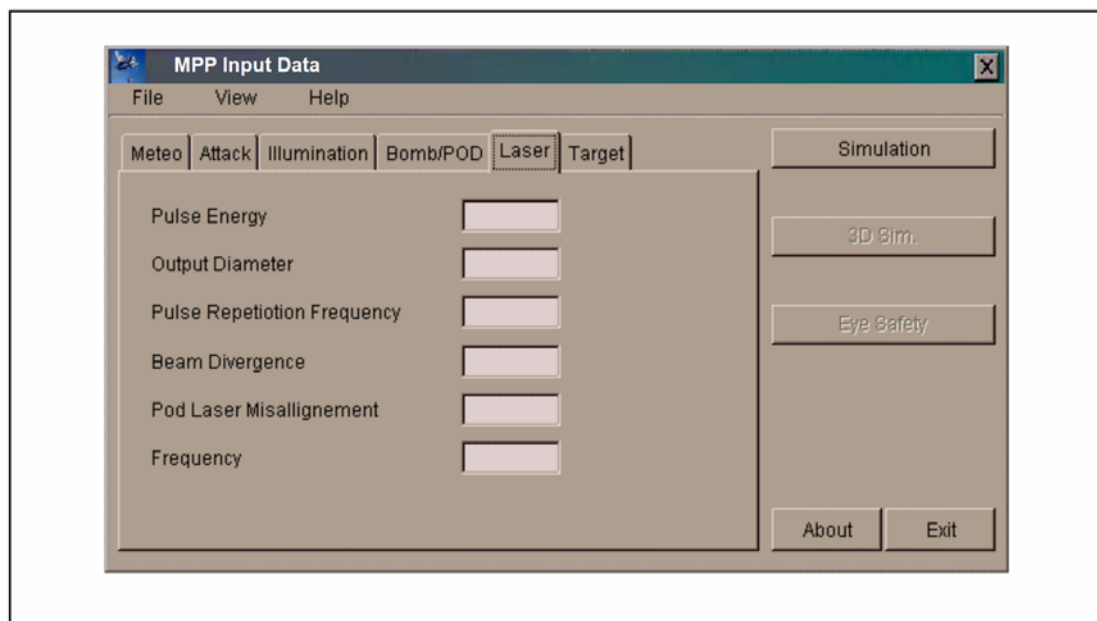 MPP Input Data
File View Help
Meteo Attack Illumination Bomb/POD Laser Target
Pulse Energy
Output Diameter
Pulse Repetiotion Frequency
Beam Divergence
Pod Laser Misallignement
Frequency
Simulation
3D Sim.
Eye Safety
About Exit